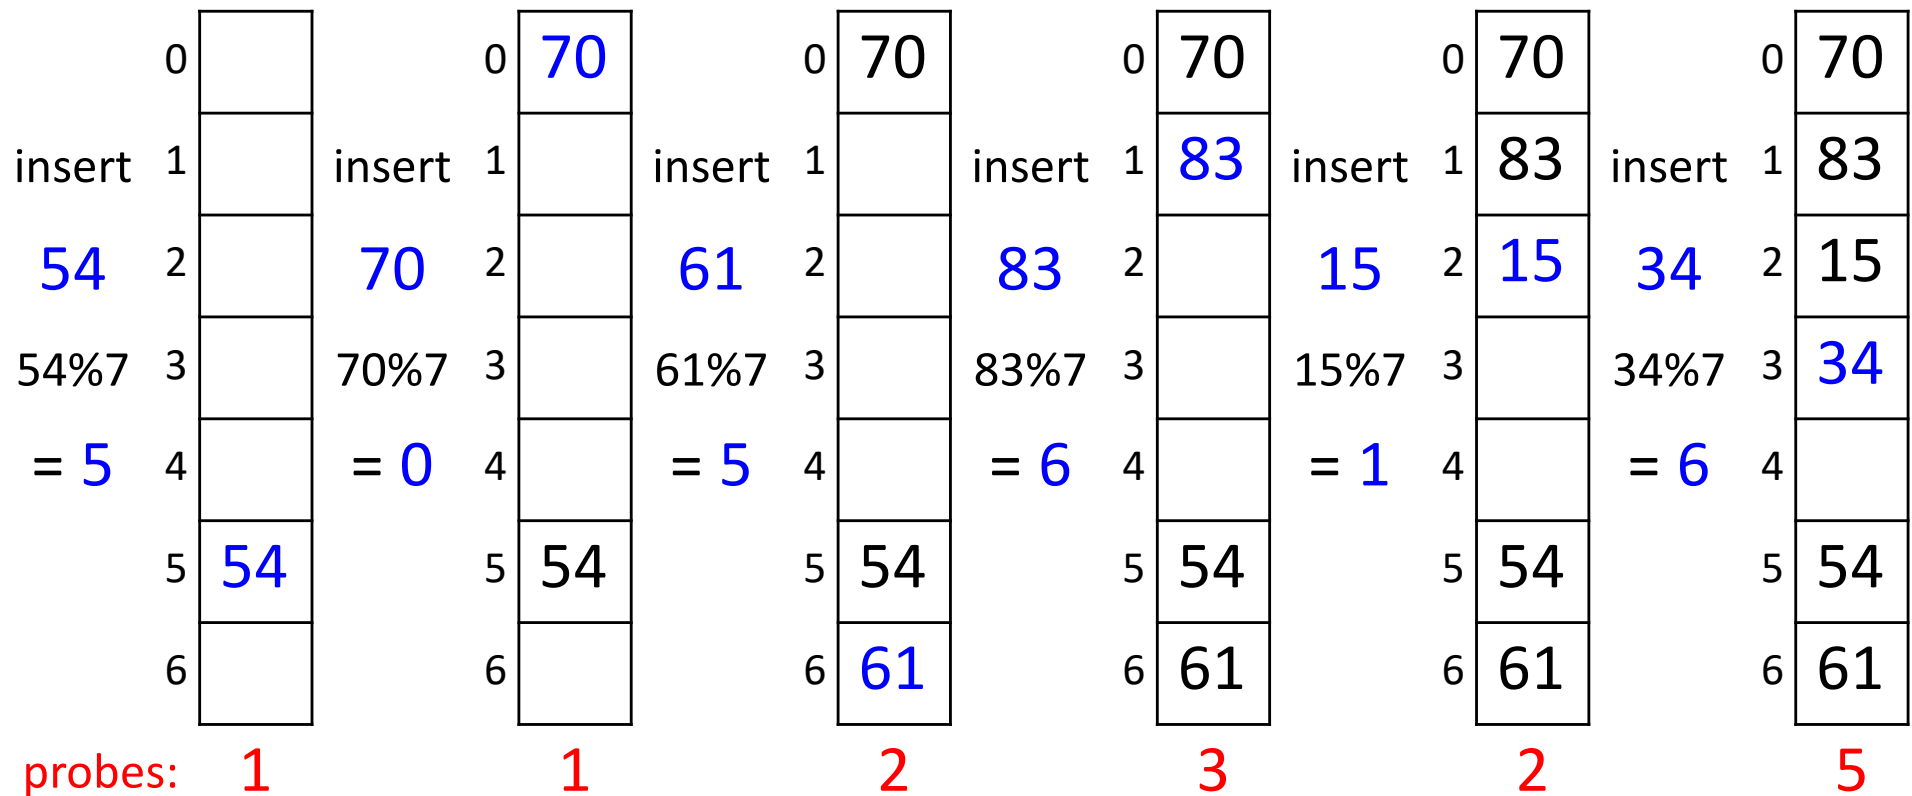 0 0 70 0 70 0 70 0 70 0 70
insert 1 insert 1 insert 1 insert 1 83 insert 1 83 insert 1 83
54 2 70 2 61 2 83 2 15 2 15 34 2 15
54%7 3 70%7 3 61%7 3 83%7 3 15%7 3 34%7 3 34
= 5 4 = 0 4 = 5 4 = 6 4 = 1 4 = 6 4
5 54 5 54 5 54 5 54 5 54 5 54
6 6 6 61 6 61 6 61 6 61
probes: 1 1 2 3 2 5